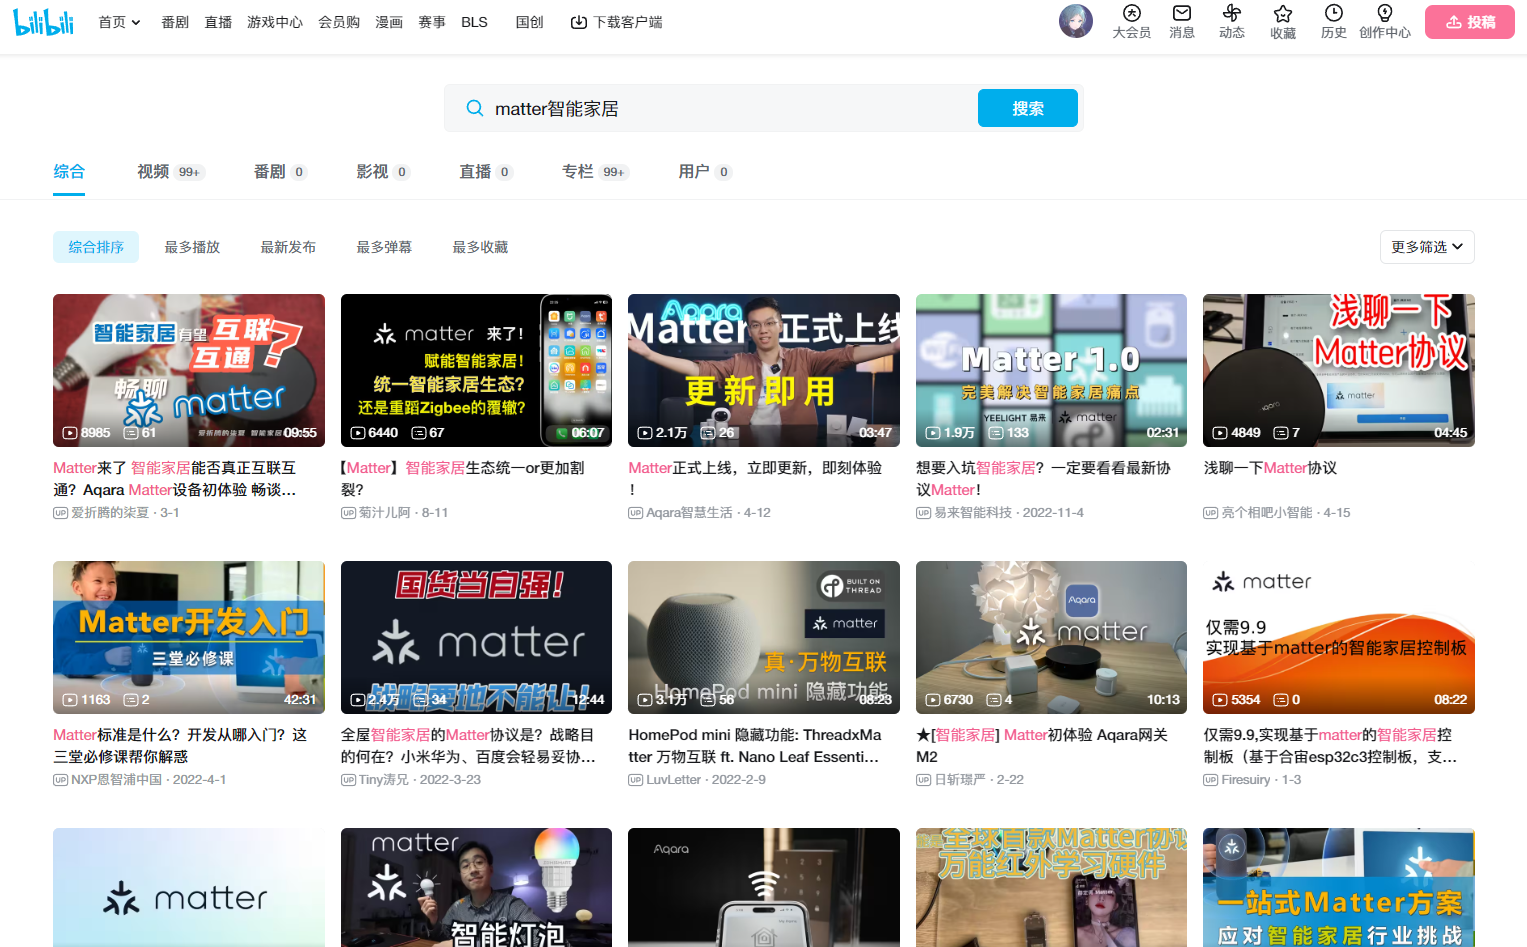 bilibili
首页
番剧
直播
游戏中心
会员购
漫画
赛事
BLS
国创
下载客户端
大会员
消息
动态
收藏
历史
创作中心
投稿
matter智能家居
搜索
综合
视频 99+
番剧 0
影视 0
直播 0
专栏 99+
用户 0
综合排序
最多播放
最新发布
最多弹幕
最多收藏
更多筛选
智能家居有望互联
互通?
畅聊
matter
爱折腾的柒夏 智能家居
8985 61 09:55
Matter来了 智能家居能否真正互联互
通？Aqara Matter设备初体验 畅谈...
UP 爱折腾的柒夏 · 3-1
matter 来了!
赋能智能家居!
统一智能家居生态?
还是重蹈Zigbee的覆辙?
6440 67 06:07
【Matter】智能家居生态统一or更加割
裂？
UP 菊汁儿阿 · 8-11
Aqara
Matter正式上线
更新即用
2.1万 26 03:47
Matter正式上线，立即更新，即刻体验
！
UP Aqara智慧生活 · 4-12
Matter 1.0
完美解决智能家居痛点
YEELIGHT 易来 matter
1.9万 133 02:31
想要入坑智能家居？一定要看看最新协
议Matter！
UP 易来智能科技 · 2022-11-4
浅聊一下
Matter协议
matter
Aqara
4849 7 04:45
浅聊一下Matter协议
UP 亮个相吧小智能 · 4-15
Matter开发入门
三堂必修课
1163 2 42:31
Matter标准是什么？开发从哪入门？这
三堂必修课帮你解惑
UP NXP恩智浦中国 · 2022-4-1
国货当自强!
matter
战略要地不能让!
2.4万 34 12:44
全屋智能家居的Matter协议是？战略目
的何在？小米华为、百度会轻易妥协...
UP Tiny涛兄 · 2022-3-23
BUILT ON
THREAD
matter
真·万物互联
HomePod mini 隐藏功能
3.1万 56 08:23
HomePod mini 隐藏功能: ThreadxMa
tter 万物互联 ft. Nano Leaf Essenti...
UP LuvLetter · 2022-2-9
Aqara
matter
6730 4 10:13
★[智能家居] Matter初体验 Aqara网关
M2
UP 日斩璟严 · 2-22
matter
仅需9.9
实现基于matter的智能家居控制板
5354 0 08:22
仅需9.9,实现基于matter的智能家居控
制板（基于合宙esp32c3控制板，支...
UP Firesuiry · 1-3
matter
matter
智能灯泡
Aqara
全球首款Matter协议
万能红外学习硬件
一站式Matter方案
应对智能家居行业挑战